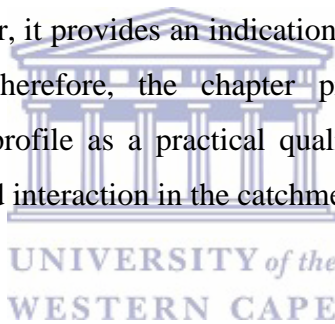 r, it provides an indication
herefore, the chapter p
profile as a practical qual
d interaction in the catchme
UNIVERSITY of the
WESTERN CAPE